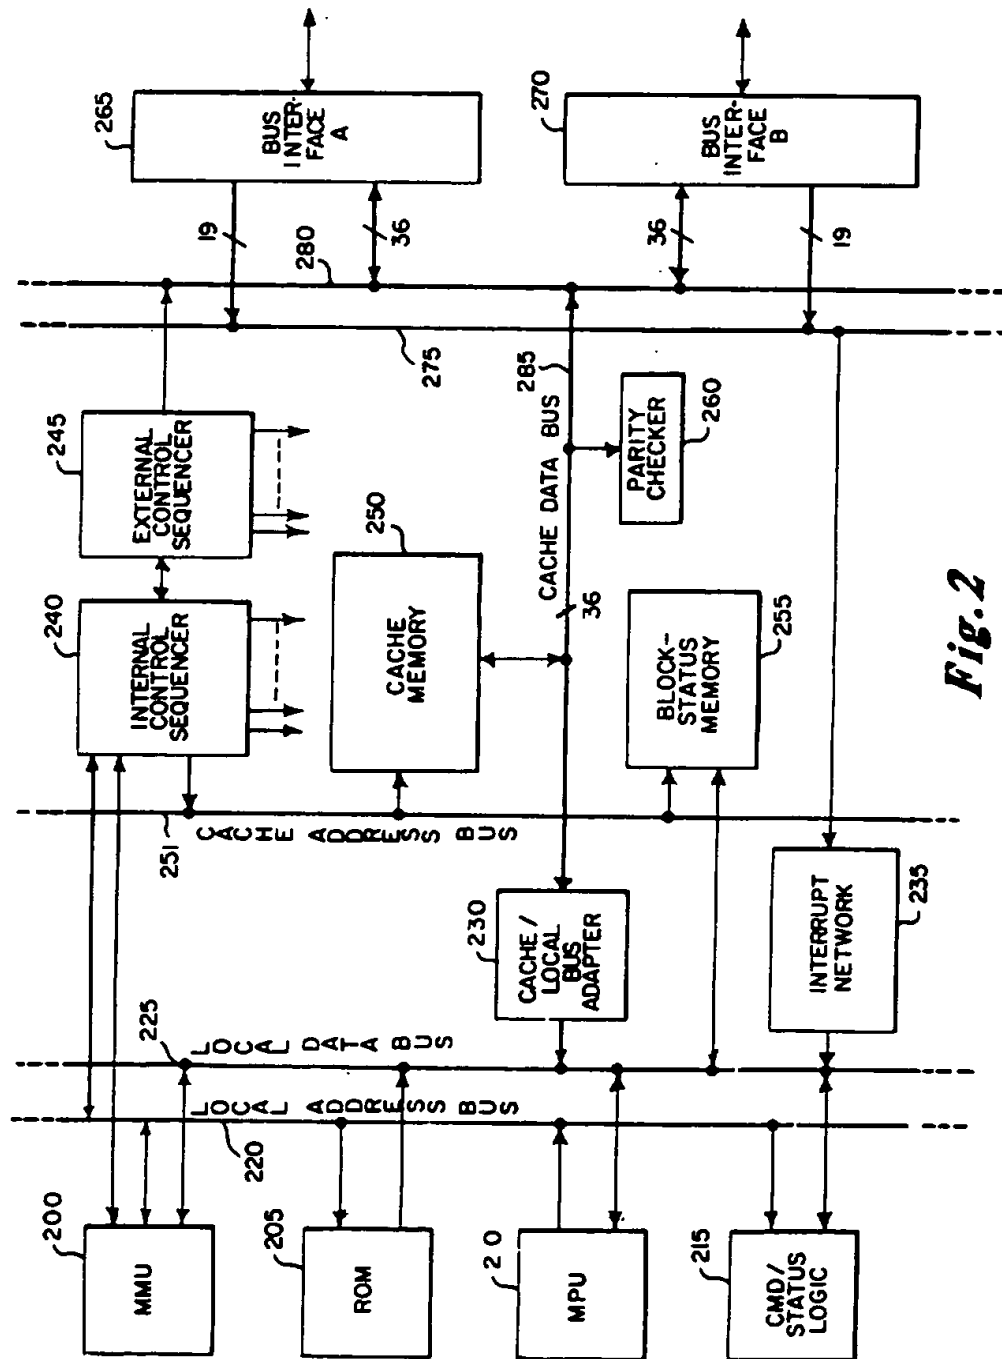 215
CMD/
STATUS
LOGIC
2 0
MPU
205
ROM
200
MMU
220
LOCAL ADDRESS BUS
225
LOCAL DATA BUS
235
INTERRUPT
NETWORK
230
CACHE/
LOCAL
BUS
ADAPTER
251
CACHE ADDRESS BUS
255
BLOCK-
STATUS
MEMORY
250
CACHE
MEMORY
240
INTERNAL
CONTROL
SEQUENCER
36
CACHE DATA BUS
285
PARITY
CHECKER
260
245
EXTERNAL
CONTROL
SEQUENCER
275
280
19
36
36
19
270
BUS
INTER-
FACE
B
265
BUS
INTER-
FACE
A
Fig. 2